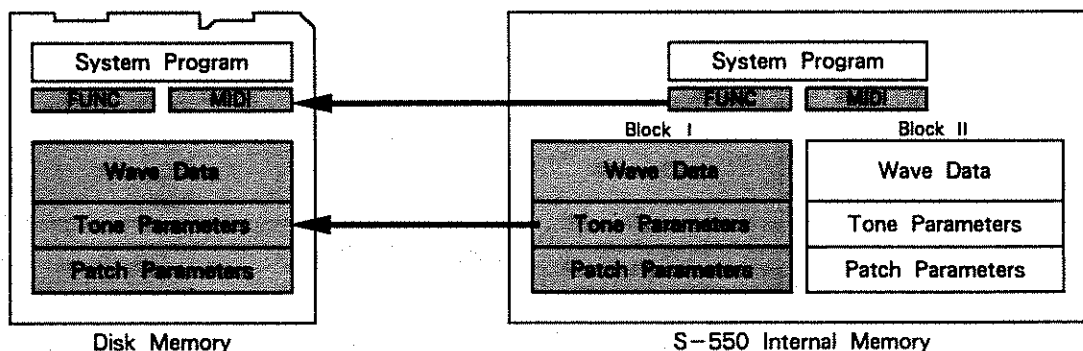 System Program
FUNC MIDI
Wave Data
Tone Parameters
Patch Parameters
Disk Memory
System Program
FUNC MIDI
Block I Block II
Wave Data Wave Data
Tone Parameters Tone Parameters
Patch Parameters Patch Parameters
S-550 Internal Memory